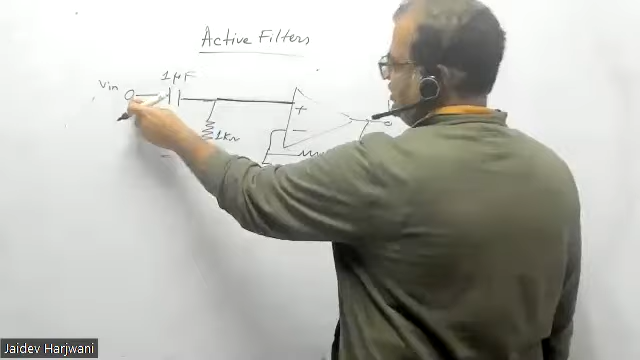 Active Filters
1µF
Vin
+
1kΩ
-
Jaidev Harjwani